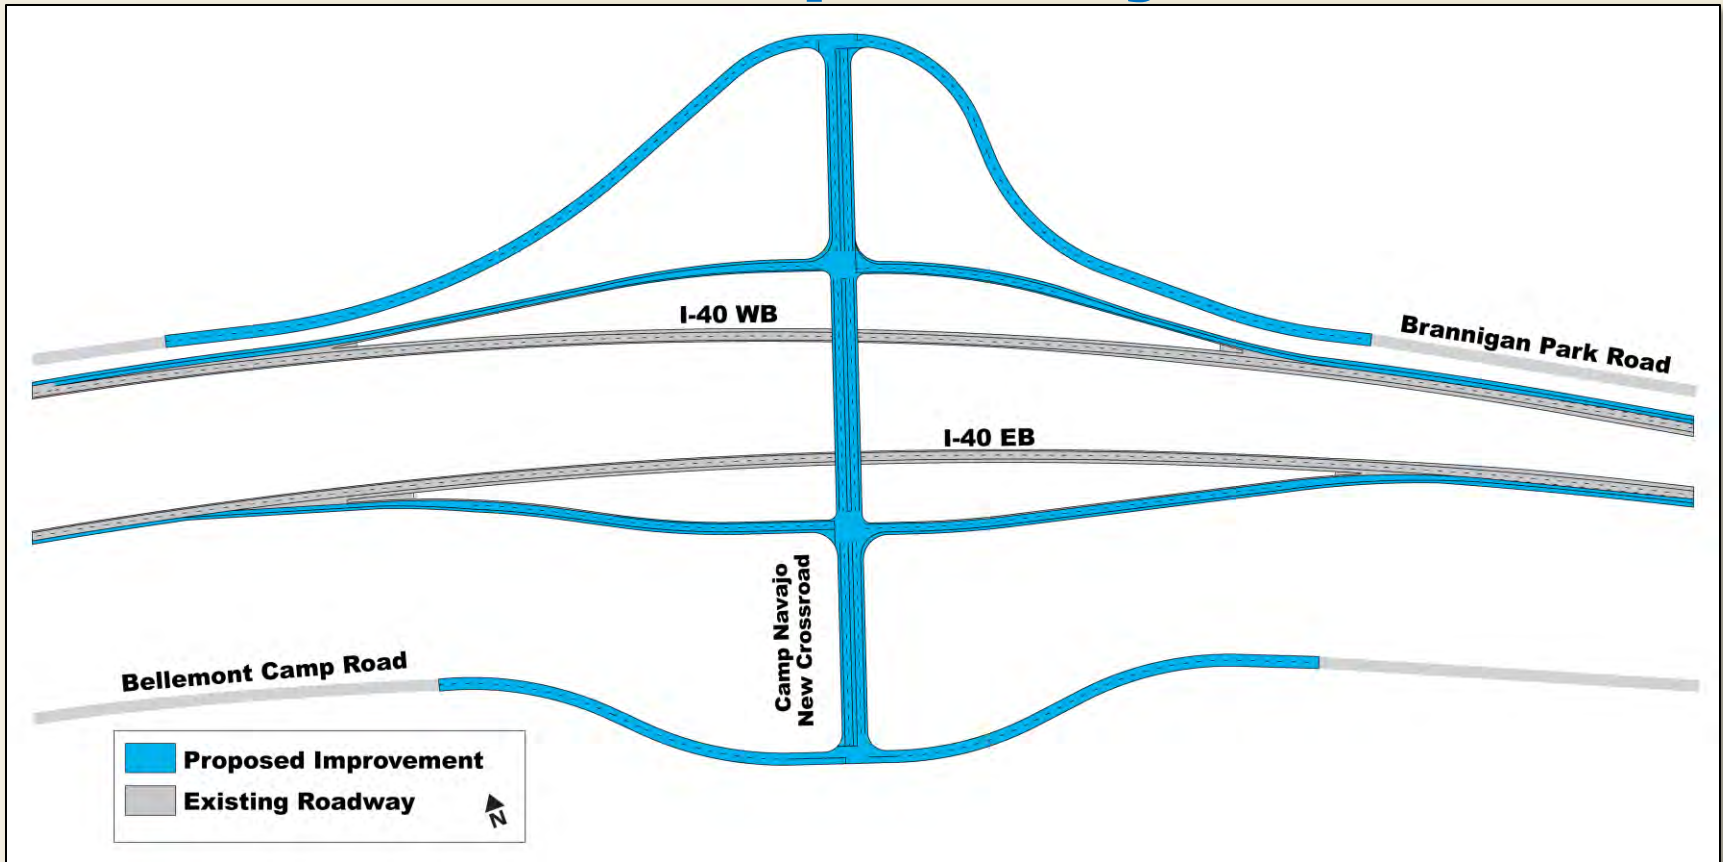 I-40 WB
Brannigan Park Road
I-40 EB
Camp Navajo
New Crossroad
Bellemont Camp Road
Proposed Improvement
Existing Roadway
N